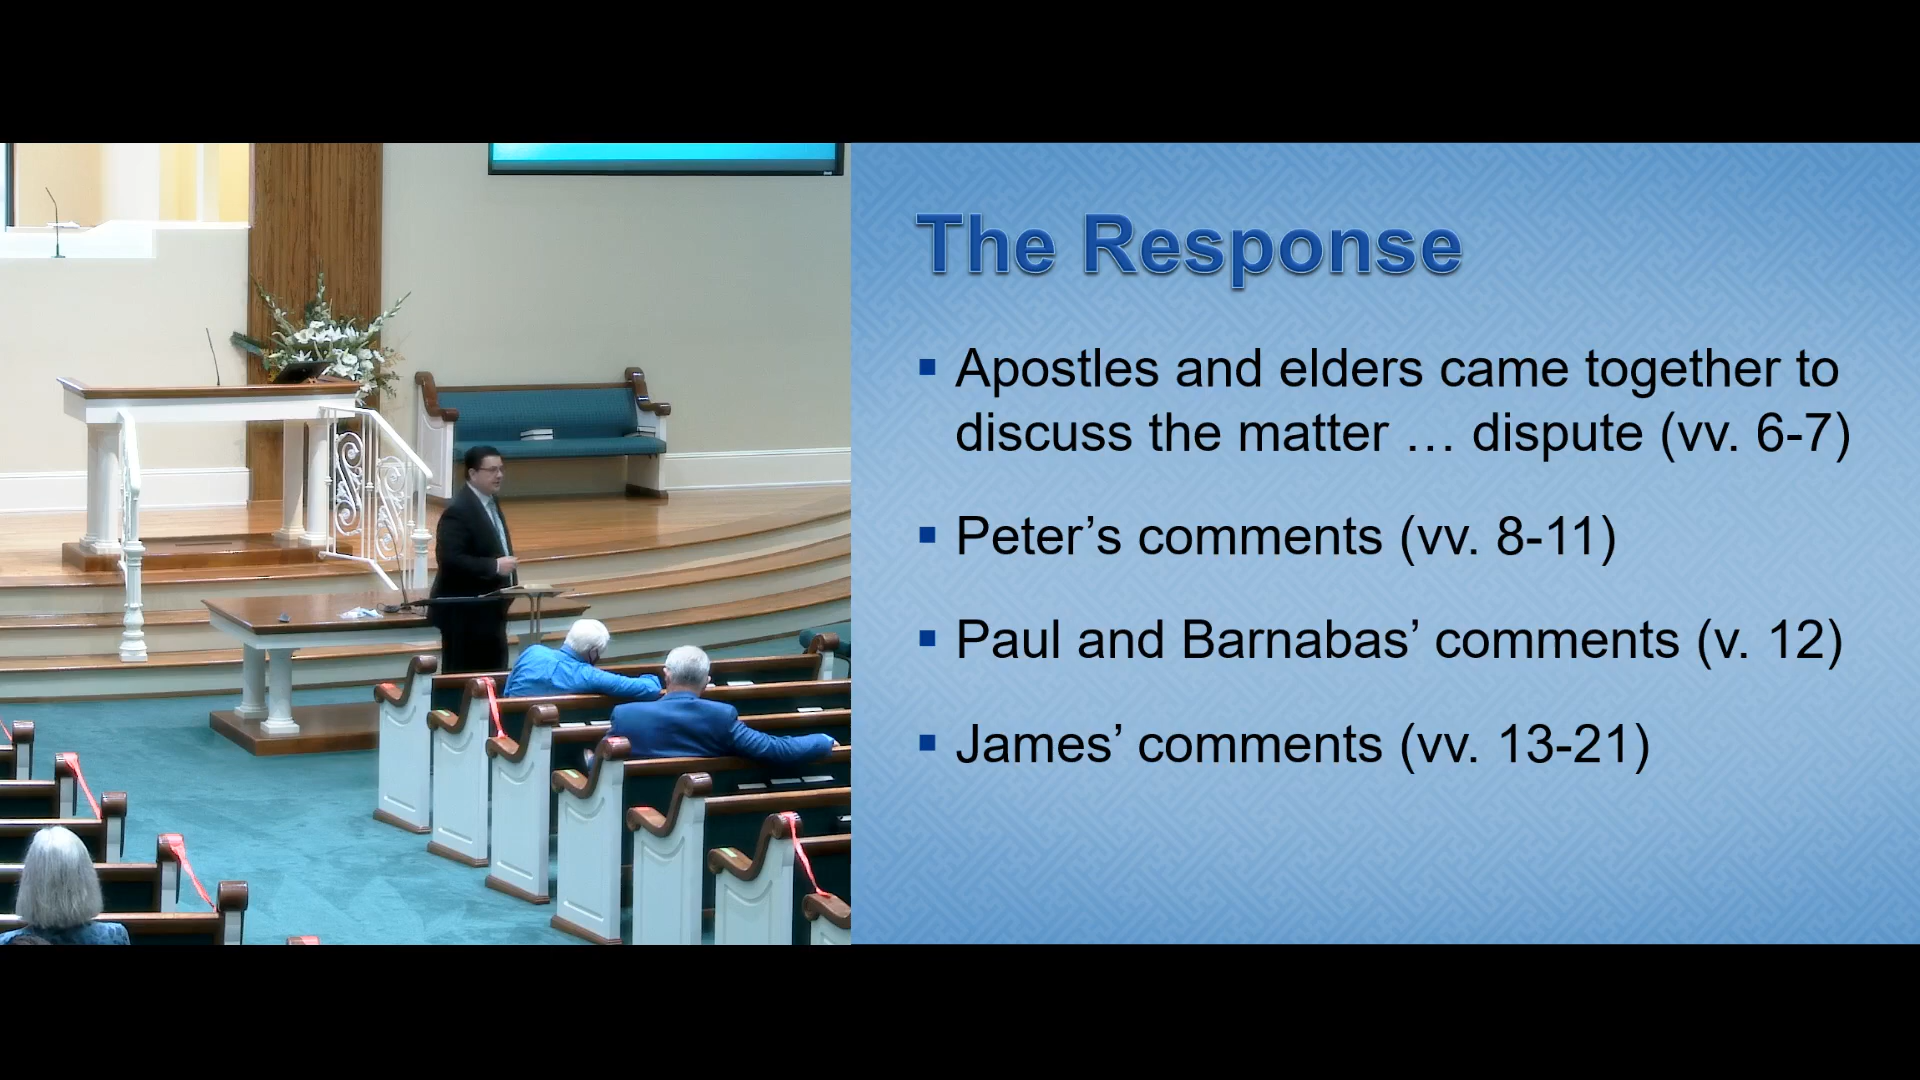 The Response
Apostles and elders came together to
discuss the matter … dispute (vv. 6-7)
Peter’s comments (vv. 8-11)
Paul and Barnabas’ comments (v. 12)
James’ comments (vv. 13-21)